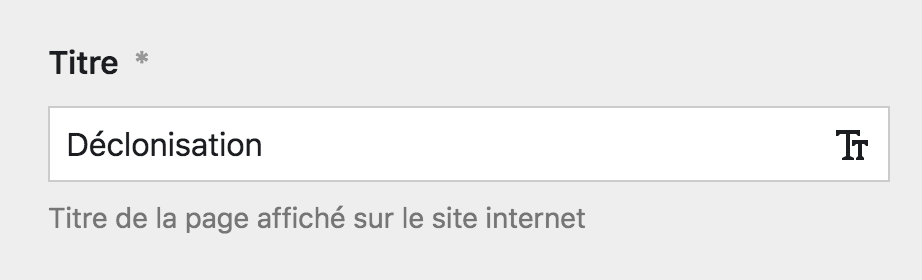 Titre *
Déclonisation
Titre de la page affiché sur le site internet